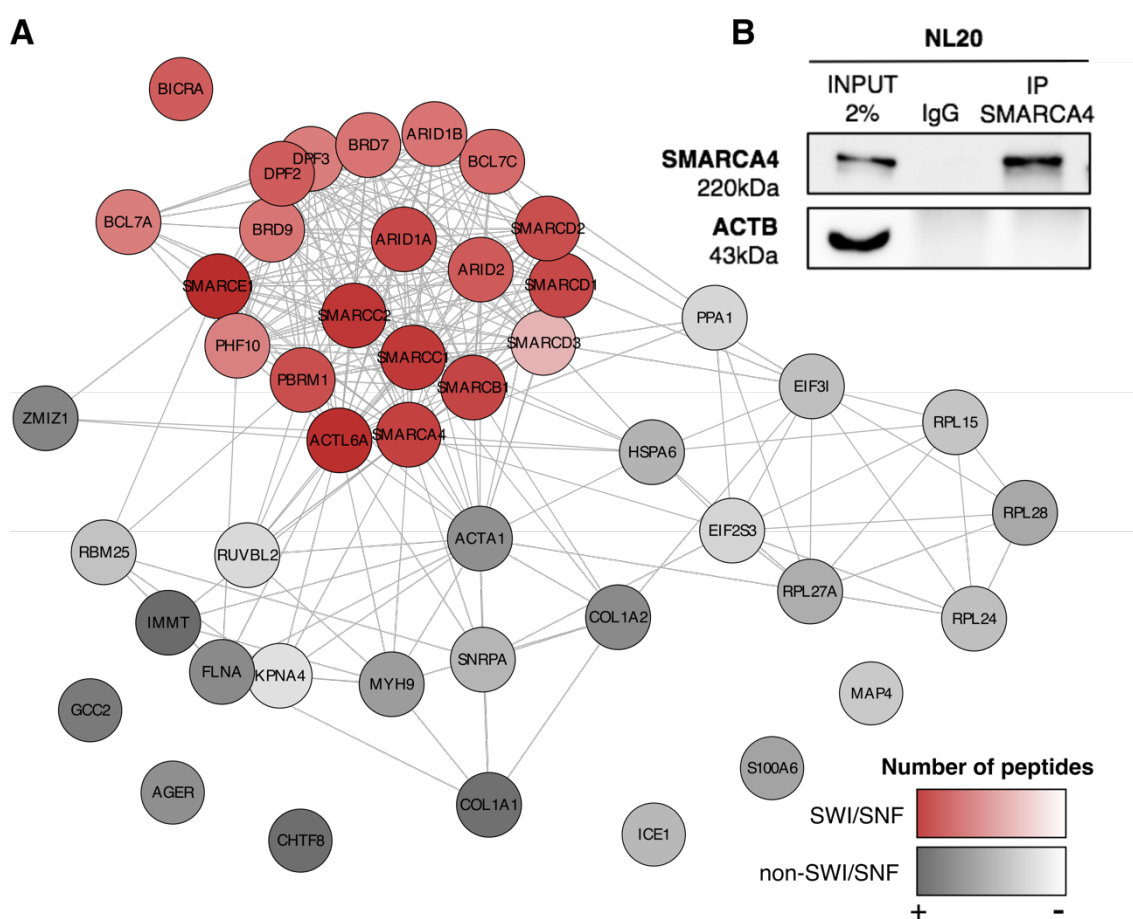 A
B
NL20
INPUT
2%
IgG
IP
SMARCA4
SMARCA4
220kDa
ACTB
43kDa
BICRA
DPF3
DPF2
BRD7
ARID1B
BCL7C
BCL7A
BRD9
ARID1A
SMARCD2
ARID2
SMARCE1
SMARCD1
SMARCC2
PHF10
SMARCC1
SMARCD3
PBRM1
SMARCB1
PPA1
EIF3I
ZMIZ1
ACTL6A
SMARCA4
HSPA6
RPL15
RPL28
RBM25
RUVBL2
ACTA1
EIF2S3
RPL27A
RPL24
IMMT
COL1A2
FLNA
KPNA4
MYH9
SNRPA
MAP4
GCC2
AGER
S100A6
COL1A1
CHTF8
ICE1
Number of peptides
SWI/SNF
non-SWI/SNF
+ -